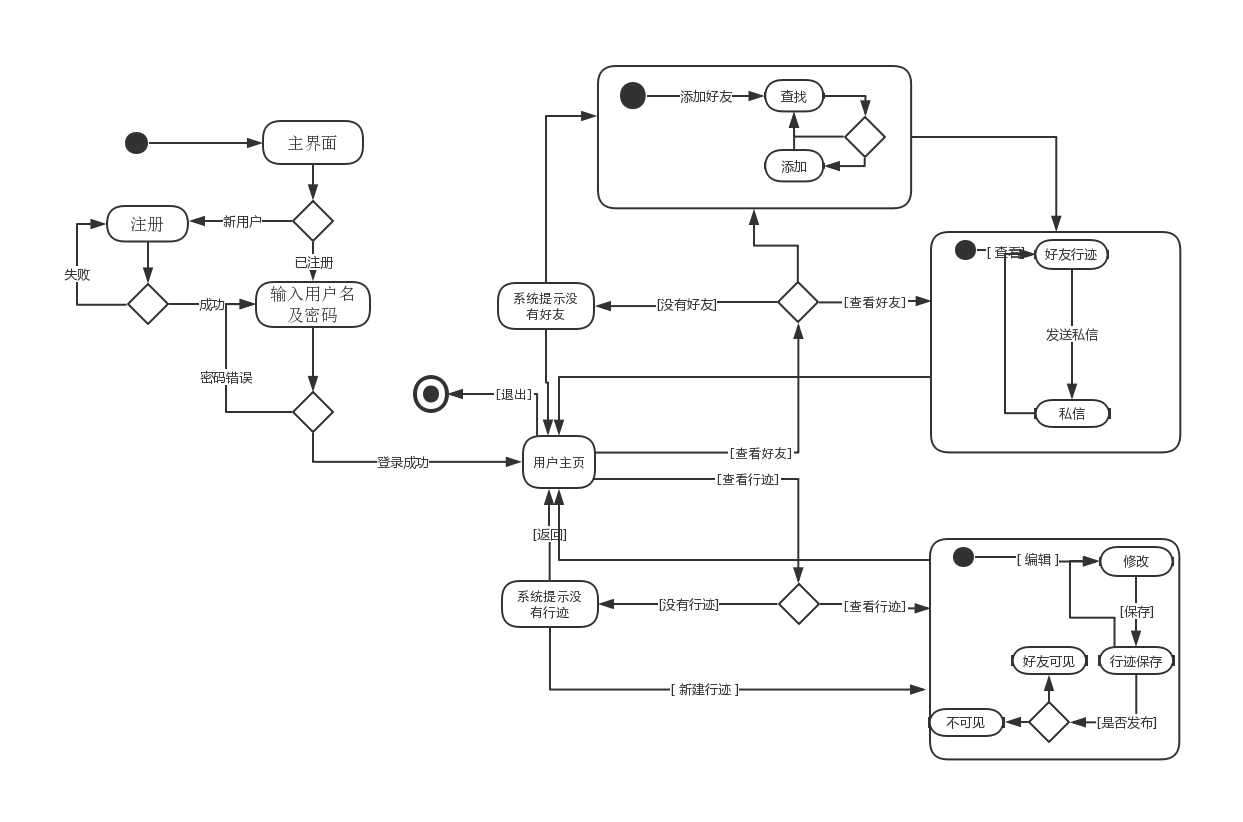 添加好友
查找
添加
主界面
新用户
注册
已注册
失败
成功
输入用户名
及密码
密码错误
登录成功
系统提示没
有好友
[没有好友]
[查看好友]
[ 查看]
好友行迹
发送私信
私信
[退出]
用户主页
[查看好友]
[查看行迹]
[返回]
系统提示没
有行迹
[没有行迹]
[查看行迹]
[ 新建行迹 ]
[ 编辑 ]
修改
[保存]
好友可见
行迹保存
不可见
[是否发布]